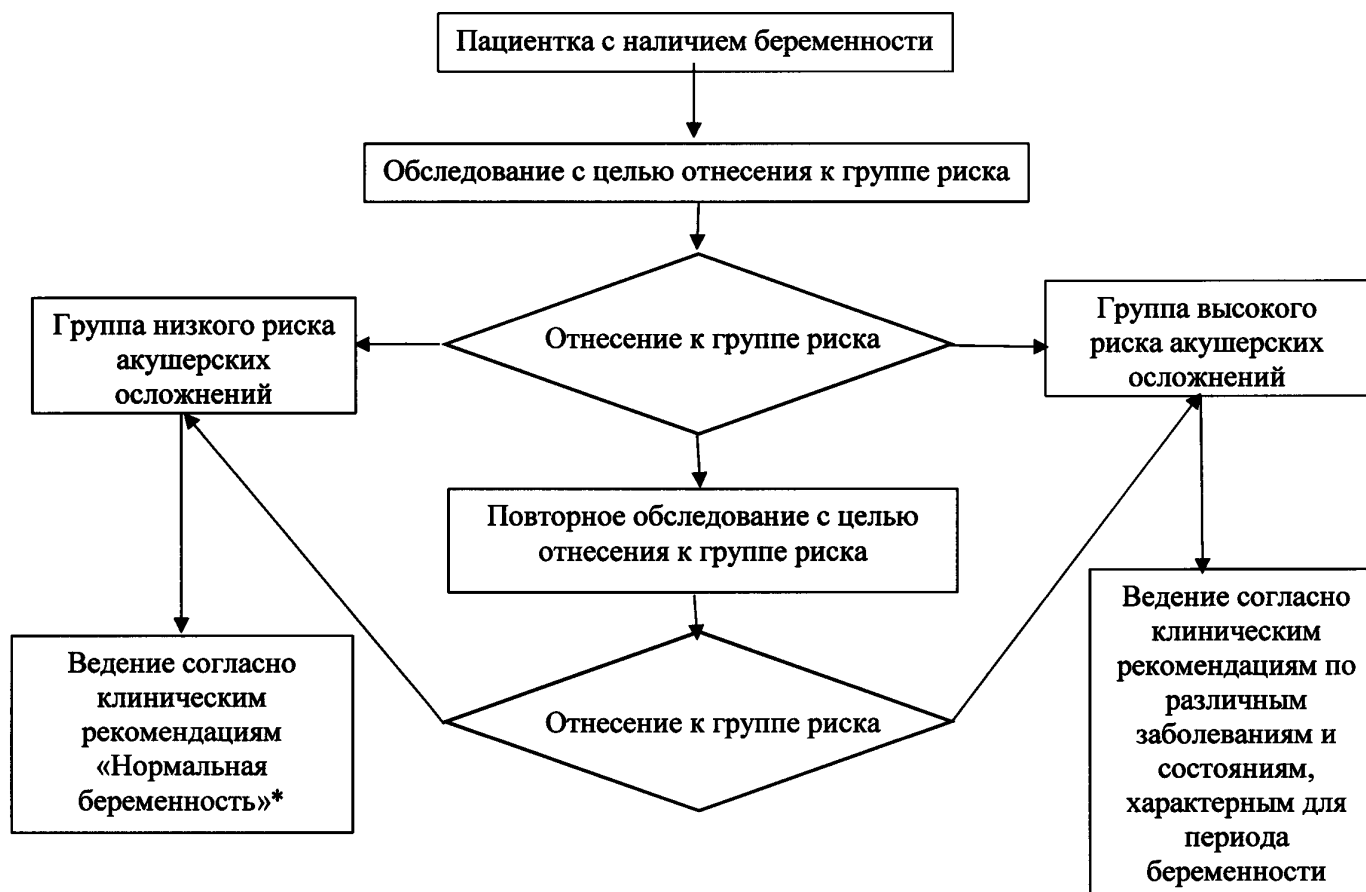 Пациентка с наличием беременности
Обследование с целью отнесения к группе риска
Группа низкого риска
акушерских
осложнений
Отнесение к группе риска
Группа высокого
риска акушерских
осложнений
Повторное обследование с целью
отнесения к группе риска
Ведение согласно
клиническим
рекомендациям
«Нормальная
беременность»*
Отнесение к группе риска
Ведение согласно
клиническим
рекомендациям по
различным
заболеваниям и
состояниям,
характерным для
периода
беременности